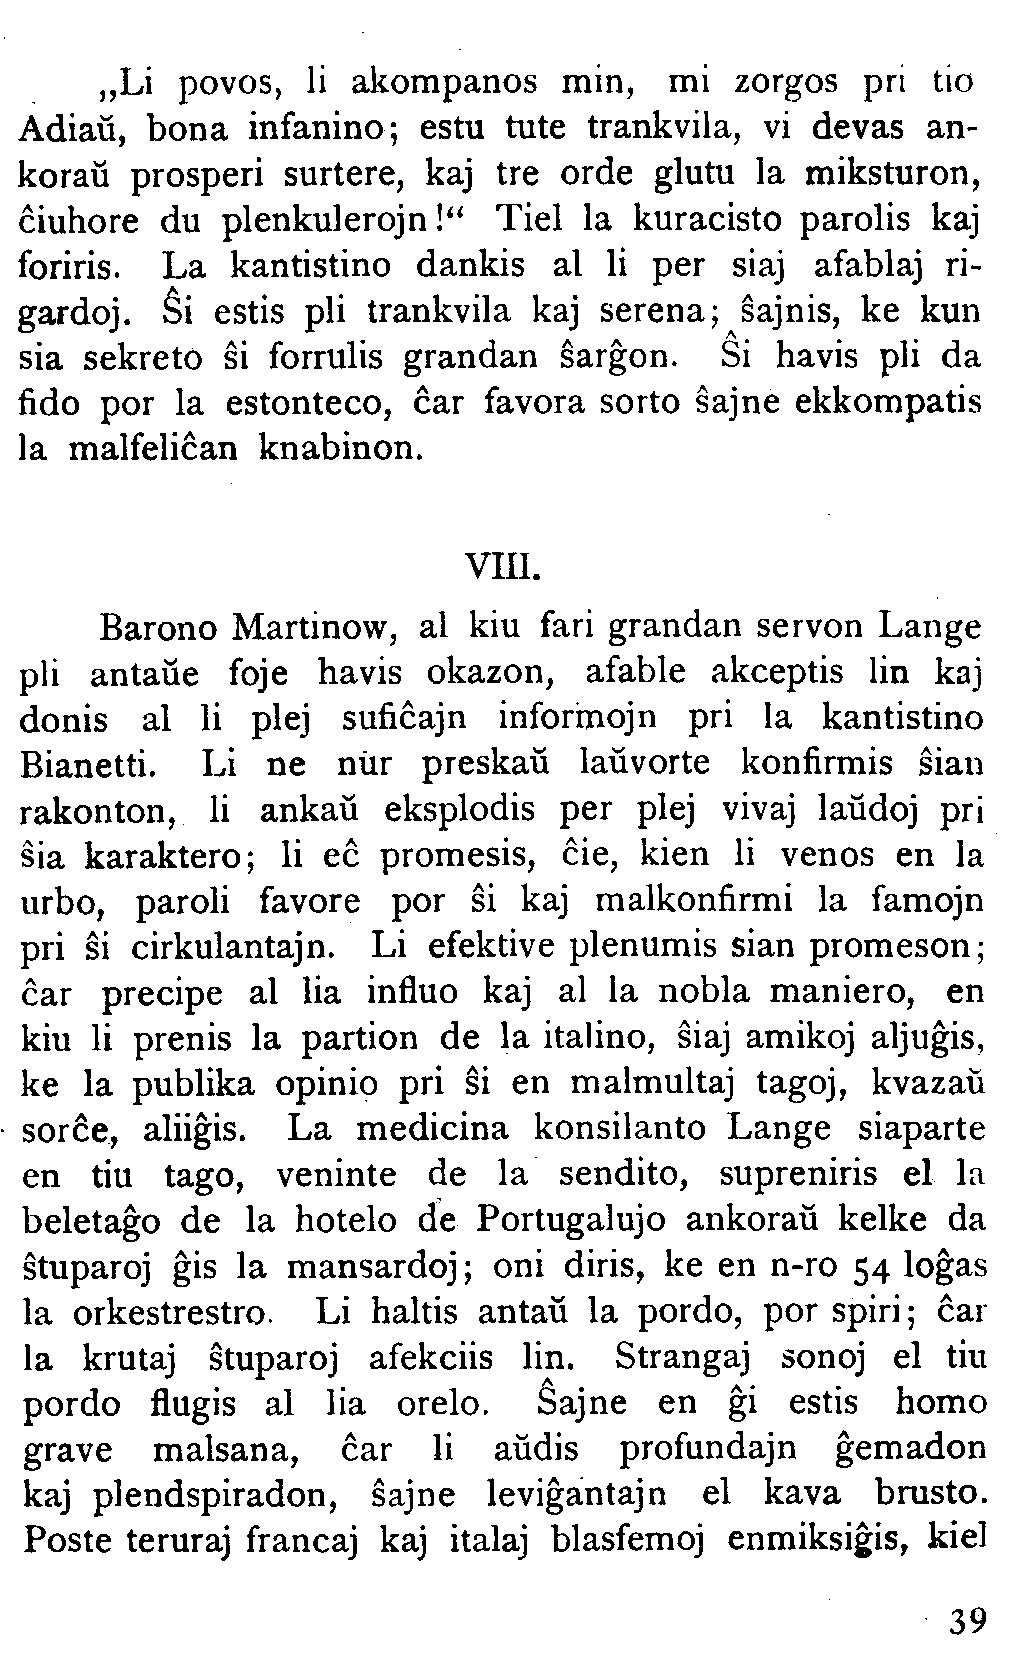 „Li povos, li akompanos min, mi zorgos pri tio
Adiaŭ, bona infanino; estu tute trankvila, vi devas an-
koraŭ prosperi surtere, kaj tre orde glutu la miksturon,
ĉiuhore du plenkulerojn!“ Tiel la kuracisto parolis kaj
foriris. La kantistino dankis al li per siaj afablaj ri-
gardoj. Ŝi estis pli trankvila kaj serena; ŝajnis, ke kun
sia sekreto ŝi forrulis grandan ŝarĝon. Ŝi havis pli da
fido por la estonteco, ĉar favora sorto ŝajne ekkompatis
la malfeliĉan knabinon.
VIII.
Barono Martinow, al kiu fari grandan servon Lange
pli antaŭe foje havis okazon, afable akceptis lin kaj
donis al li plej sufiĉajn informojn pri la kantistino
Bianetti. Li ne nur preskaŭ laŭvorte konfirmis ŝian
rakonton, li ankaŭ eksplodis per plej vivaj laŭdoj pri
ŝia karaktero; li eĉ promesis, ĉie, kien li venos en la
urbo, paroli favore por ŝi kaj malkonfirmi la famojn
pri ŝi cirkulantajn. Li efektive plenumis sian promeson;
ĉar precipe al lia influo kaj al la nobla maniero, en
kiu li prenis la partion de la italino, ŝiaj amikoj aljuĝis,
ke la publika opinio pri ŝi en malmultaj tagoj, kvazaŭ
sorĉe, aliiĝis. La medicina konsilanto Lange siaparte
en tiu tago, veninte de la sendito, supreniris el la
beletaĝo de la hotelo de Portugalujo ankoraŭ kelke da
ŝtuparoj ĝis la mansardoj; oni diris, ke en n-ro 54 loĝas
la orkestrestro. Li haltis antaŭ la pordo, por spiri; ĉar
la krutaj ŝtuparoj afekciis lin. Strangaj sonoj el tiu
pordo flugis al lia orelo. Ŝajne en ĝi estis homo
grave malsana, ĉar li aŭdis profundajn ĝemadon
kaj plendspiradon, ŝajne leviĝantajn el kava brusto.
Poste teruraj francaj kaj italaj blasfemoj enmiksiĝis, kiel
39